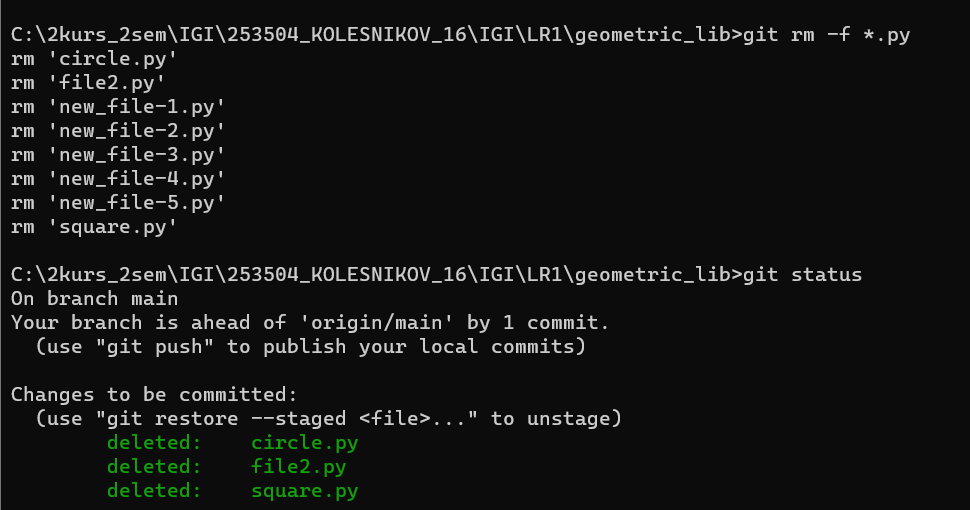 C:\2kurs_2sem\IGI\253504_KOLESNIKOV_16\IGI\LR1\geometric_lib>git rm -f *.py
rm 'circle.py'
rm 'file2.py'
rm 'new_file-1.py'
rm 'new_file-2.py'
rm 'new_file-3.py'
rm 'new_file-4.py'
rm 'new_file-5.py'
rm 'square.py'
C:\2kurs_2sem\IGI\253504_KOLESNIKOV_16\IGI\LR1\geometric_lib>git status
On branch main
Your branch is ahead of 'origin/main' by 1 commit.
  (use "git push" to publish your local commits)
Changes to be committed:
  (use "git restore --staged <file>..." to unstage)
        deleted:    circle.py
        deleted:    file2.py
        deleted:    square.py